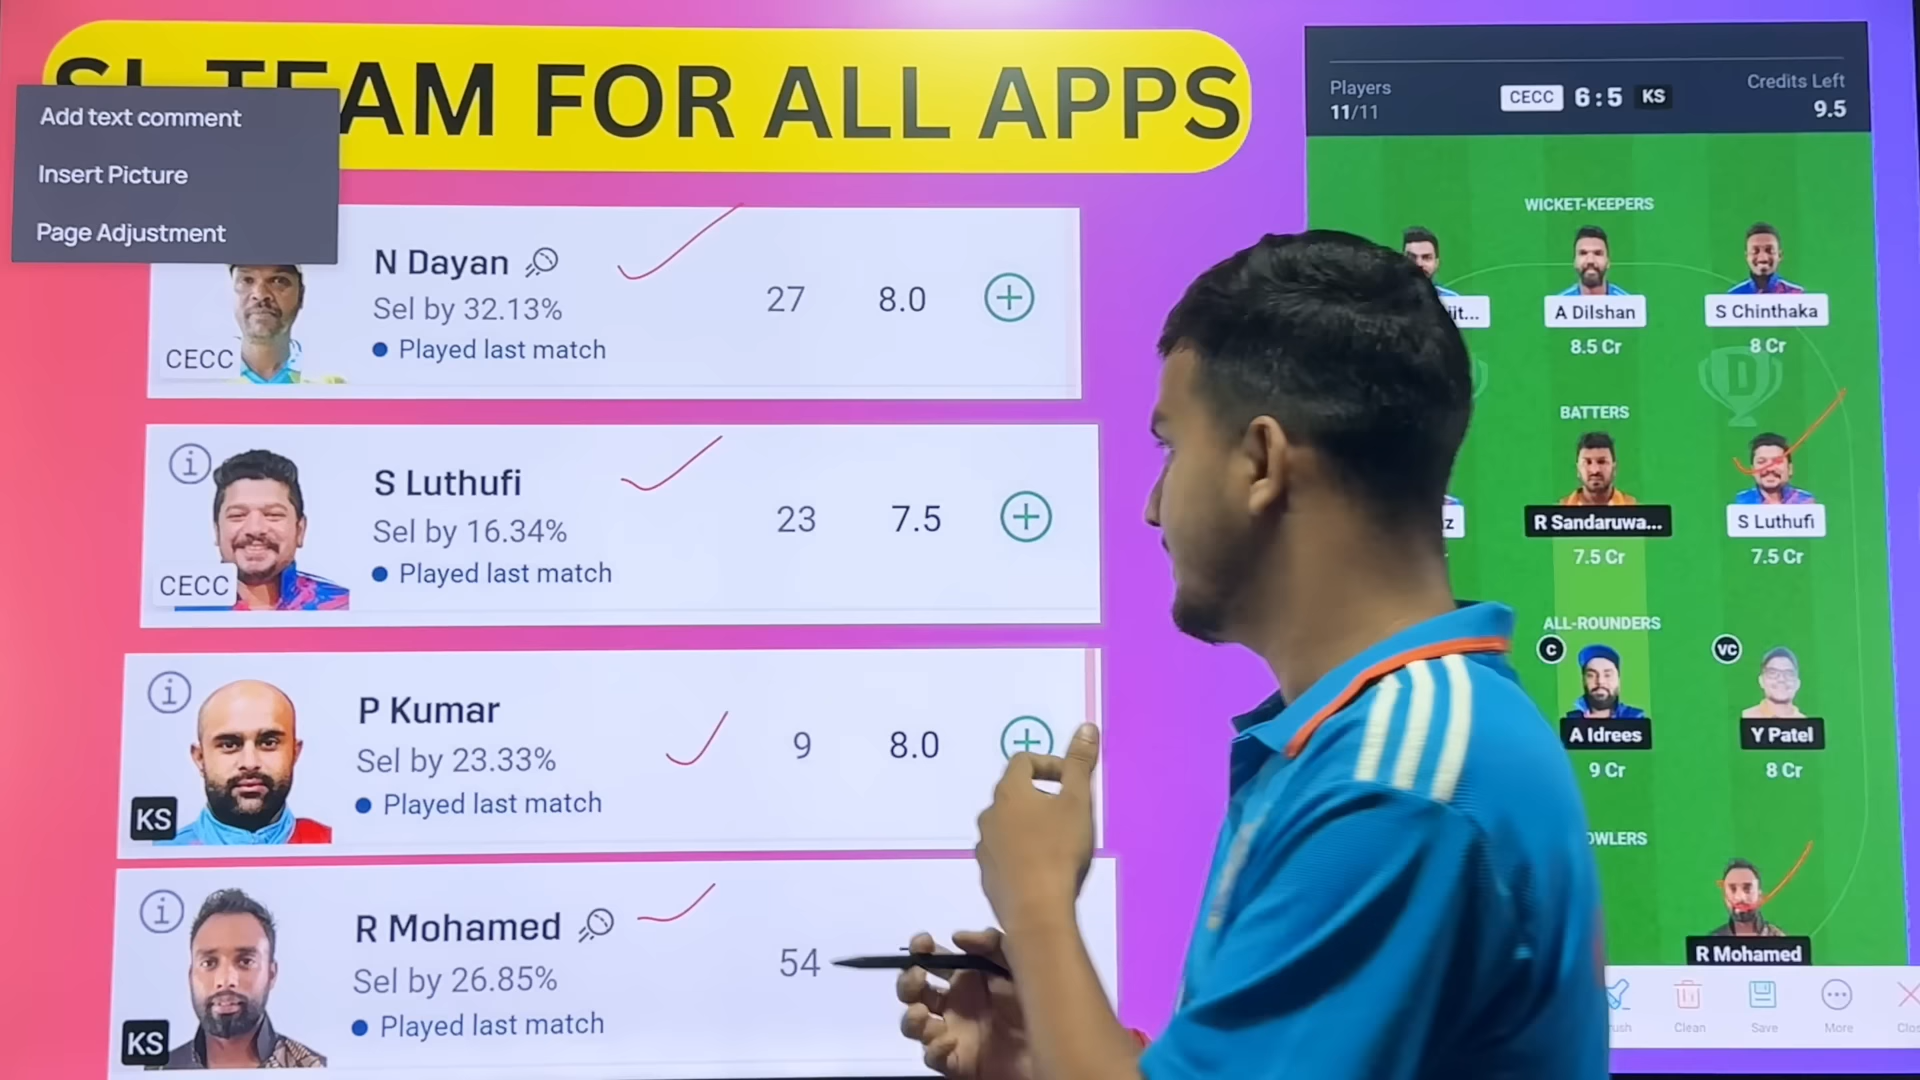 SL TEAM FOR ALL APPS
Add text comment
Insert Picture
Page Adjustment
N Dayan
Sel by 32.13%
Played last match
CECC
27
8.0
S Luthufi
Sel by 16.34%
Played last match
CECC
23
7.5
P Kumar
Sel by 23.33%
Played last match
KS
9
8.0
R Mohamed
Sel by 26.85%
Played last match
KS
54
Players
11/11
CECC 6:5 KS
Credits Left
9.5
WICKET-KEEPERS
A Dilshan
8.5 Cr
S Chinthaka
8 Cr
D
BATTERS
R Sandaruwa...
7.5 Cr
S Luthufi
7.5 Cr
ALL-ROUNDERS
C
A Idrees
9 Cr
VC
Y Patel
8 Cr
R Mohamed
Clean
Save
More